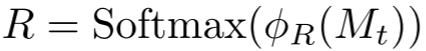 R = Softmax(ϕ_R(M_t))